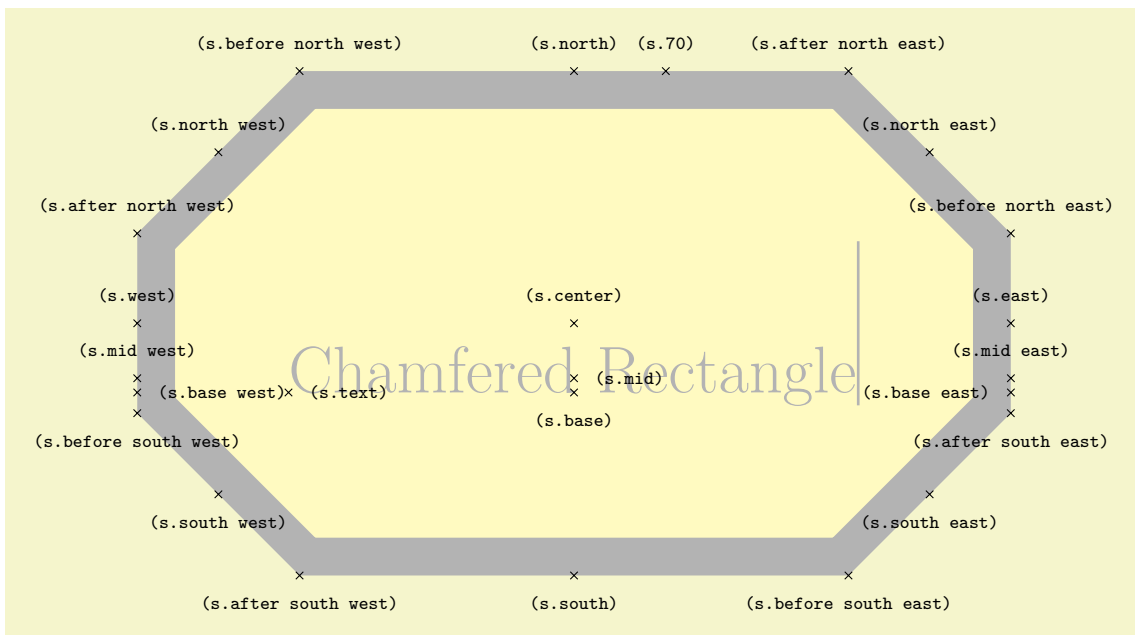 (s.before north west) (s.north) (s.70) (s.after north east)
(s.north west) (s.north east)
(s.after north west) (s.before north east)
(s.west) (s.center) (s.east)
(s.mid west) (s.mid east)
Chamfered Rectangle
(s.mid)
(s.base west) (s.text) (s.base east)
(s.base)
(s.before south west) (s.after south east)
(s.south west) (s.south east)
(s.after south west) (s.south) (s.before south east)